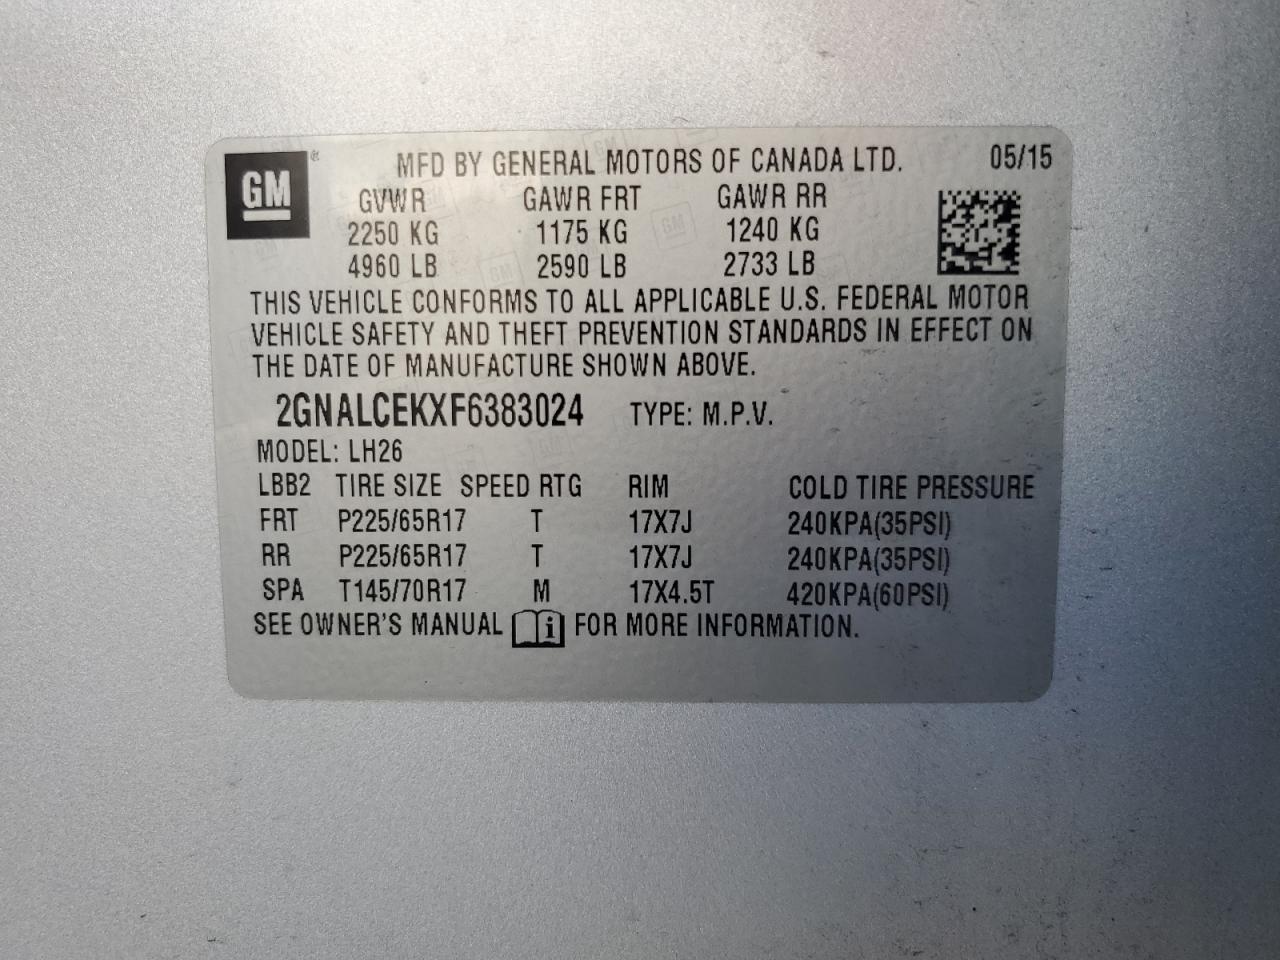 GM
MFD BY GENERAL MOTORS OF CANADA LTD. 05/15
GVWR GAWR FRT GAWR RR
2250 KG 1175 KG 1240 KG
4960 LB 2590 LB 2733 LB
THIS VEHICLE CONFORMS TO ALL APPLICABLE U.S. FEDERAL MOTOR
VEHICLE SAFETY AND THEFT PREVENTION STANDARDS IN EFFECT ON
THE DATE OF MANUFACTURE SHOWN ABOVE.
2GNALCEKXF6383024 TYPE: M.P.V.
MODEL: LH26
LBB2 TIRE SIZE SPEED RTG RIM COLD TIRE PRESSURE
FRT P225/65R17 T 17X7J 240KPA(35PSI)
RR P225/65R17 T 17X7J 240KPA(35PSI)
SPA T145/70R17 M 17X4.5T 420KPA(60PSI)
SEE OWNER'S MANUAL i FOR MORE INFORMATION.